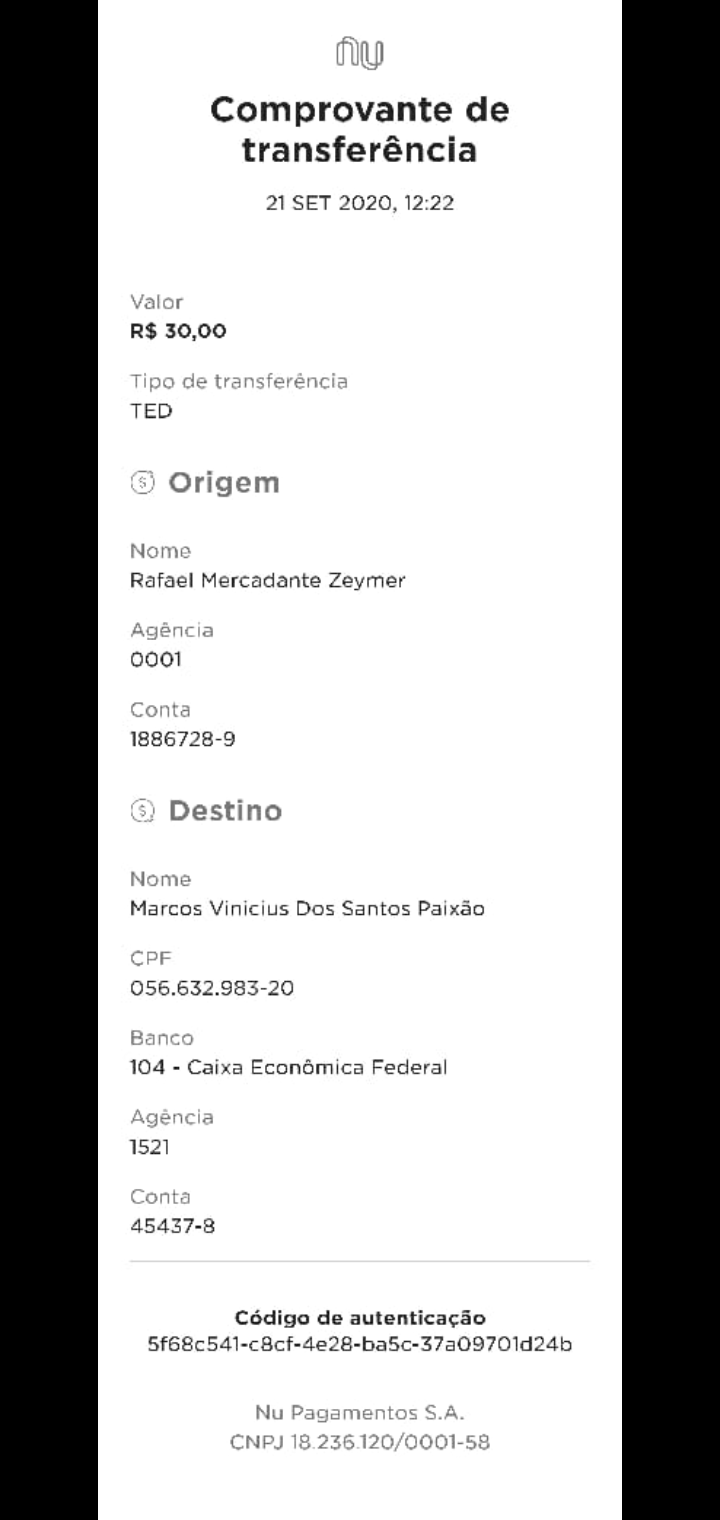 nu
Comprovante de
transferência
21 SET 2020, 12:22
Valor
R$ 30,00
Tipo de transferência
TED
Origem
Nome
Rafael Mercadante Zeymer
Agência
0001
Conta
1886728-9
Destino
Nome
Marcos Vinicius Dos Santos Paixão
CPF
056.632.983-20
Banco
104 - Caixa Econômica Federal
Agência
1521
Conta
45437-8
Código de autenticação
5f68c541-c8cf-4e28-ba5c-37a09701d24b
Nu Pagamentos S.A.
CNPJ 18.236.120/0001-58